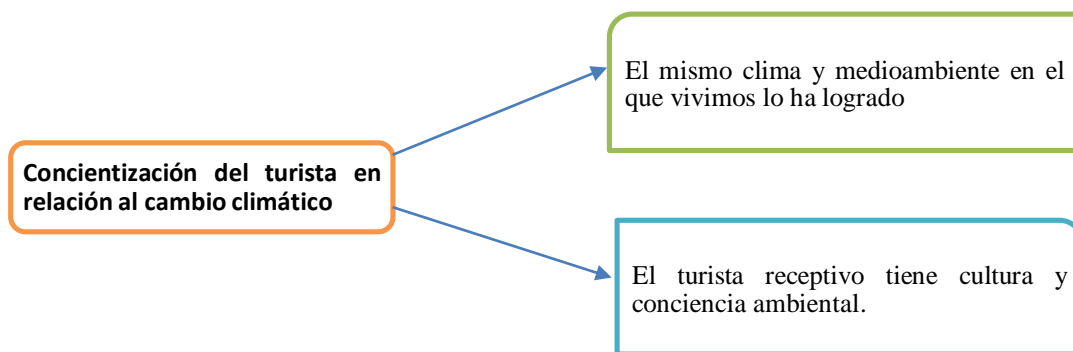 El mismo clima y medioambiente en el
que vivimos lo ha logrado
Concientización del turista en
relación al cambio climático
El turista receptivo tiene cultura y
conciencia ambiental.